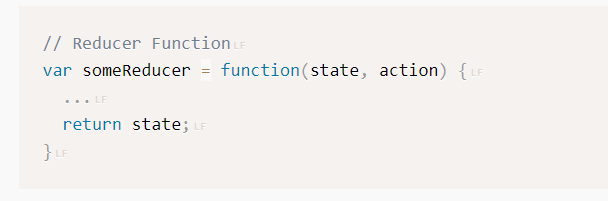 // Reducer Function LF
var someReducer = function(state, action) { LF
  ... LF
  return state; LF
} LF